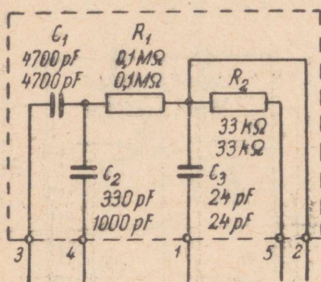 C1
4700 pF
4700 pF
R1
0,1 MΩ
0,1 MΩ
R2
33 kΩ
33 kΩ
C2
330 pF
1000 pF
C3
24 pF
24 pF
3 4 1 5 2